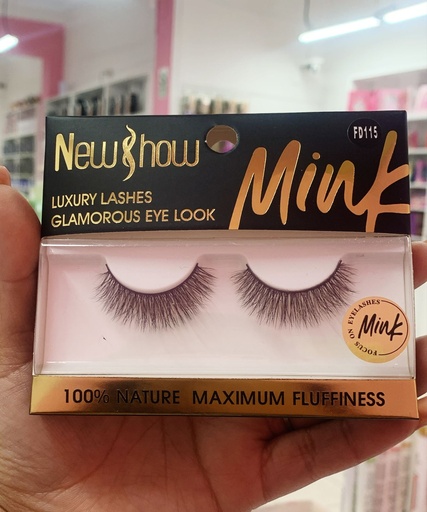 NewShow
FD115
Mink
LUXURY LASHES
GLAMOROUS EYE LOOK
FOCUS ON EYELASHES
Mink
100% NATURE MAXIMUM FLUFFINESS